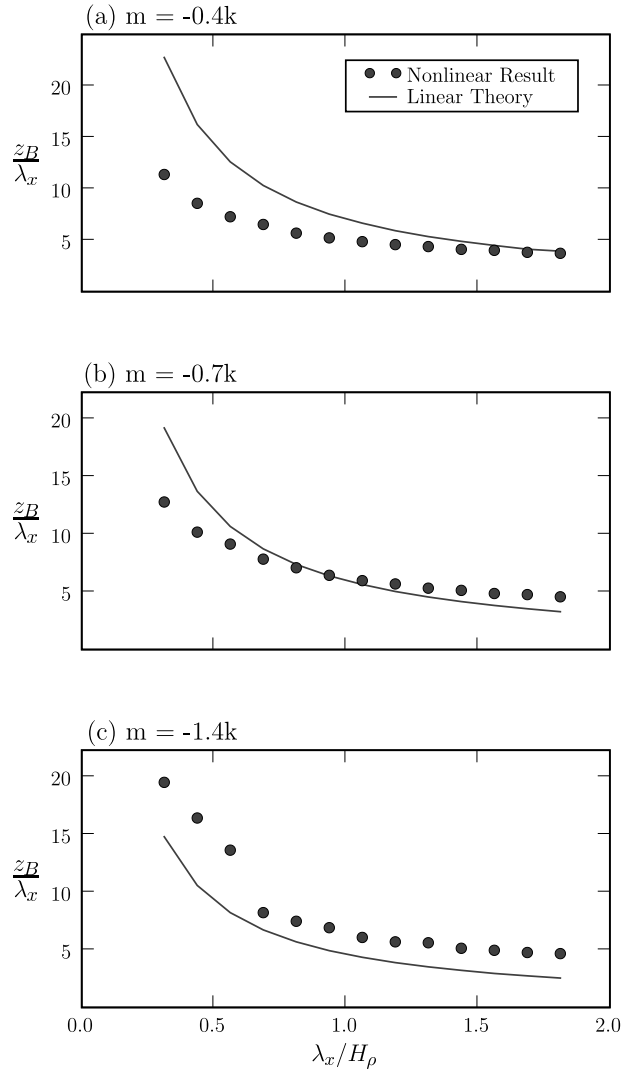 (a) m = -0.4k
20
15
10
5
z_B
λ_x
Nonlinear Result
Linear Theory
(b) m = -0.7k
20
15
10
5
z_B
λ_x
(c) m = -1.4k
20
15
10
5
z_B
λ_x
0.0 0.5 1.0 1.5 2.0
λ_x/H_ρ